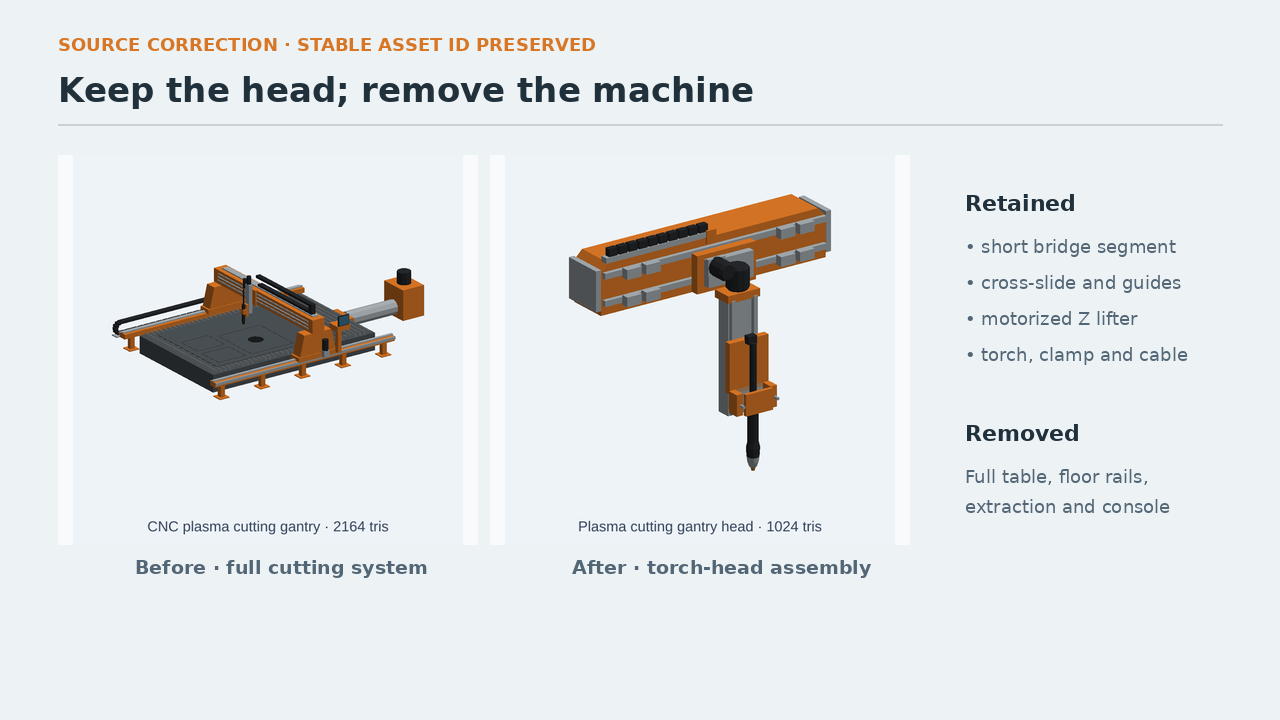 SOURCE CORRECTION · STABLE ASSET ID PRESERVED
Keep the head; remove the machine
CNC plasma cutting gantry · 2164 tris
Before · full cutting system
Plasma cutting gantry head · 1024 tris
After · torch-head assembly
Retained
• short bridge segment
• cross-slide and guides
• motorized Z lifter
• torch, clamp and cable
Removed
Full table, floor rails,
extraction and console